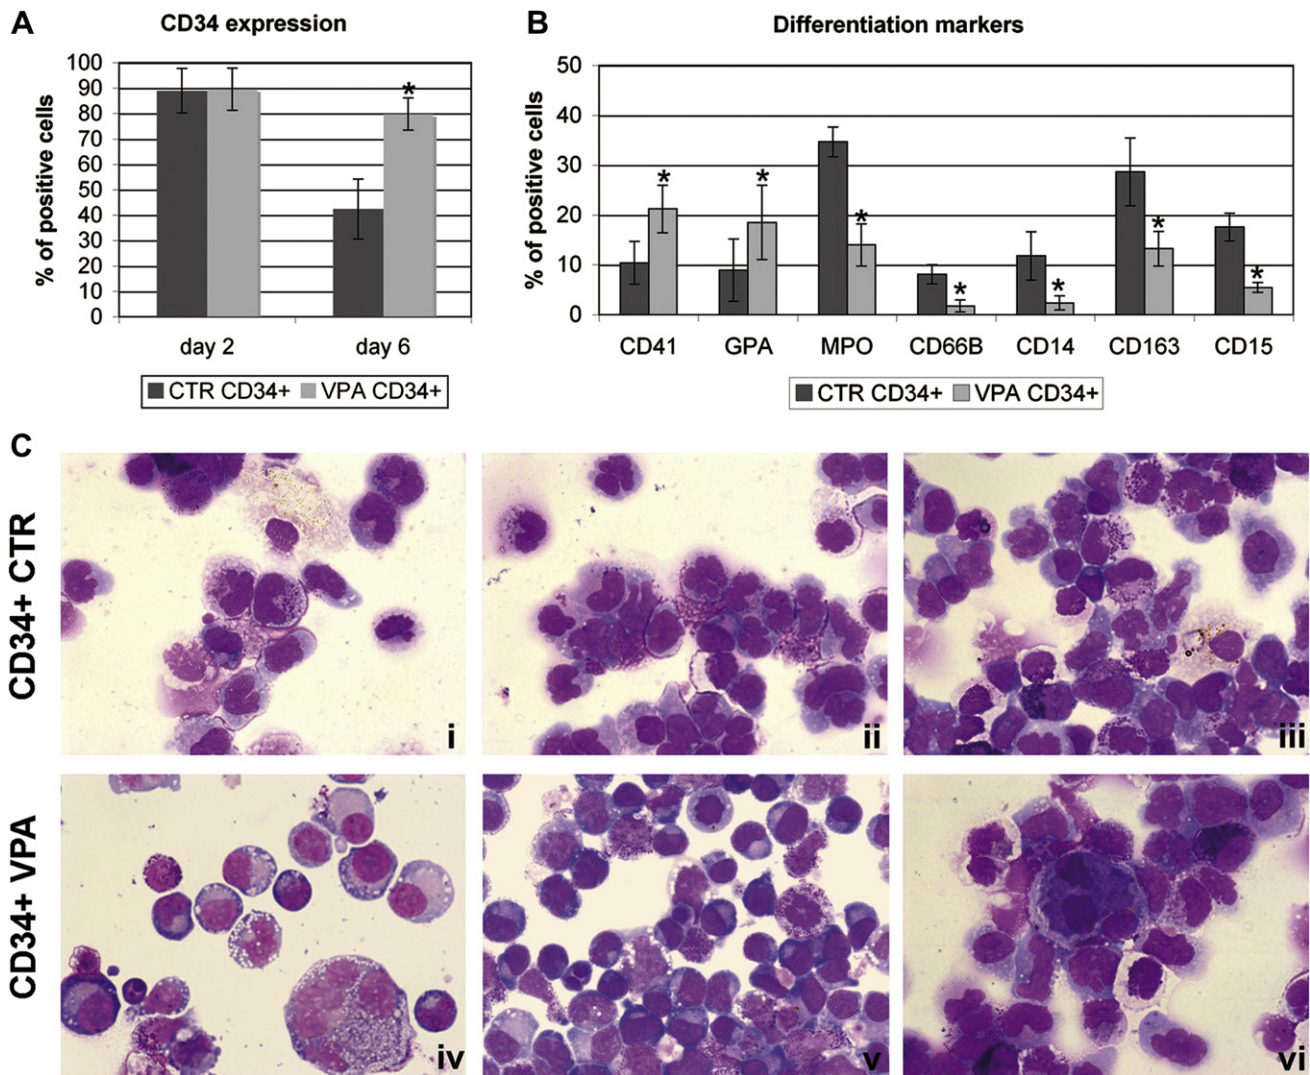 A
CD34 expression
% of positive cells
100
90
80
70
60
50
40
30
20
10
0
*
day 2 day 6
CTR CD34+ VPA CD34+
B
Differentiation markers
% of positive cells
50
40
30
20
10
0
* * * * * * *
CD41 GPA MPO CD66B CD14 CD163 CD15
CTR CD34+ VPA CD34+
C
CD34+ CTR
i ii iii
CD34+ VPA
iv v vi